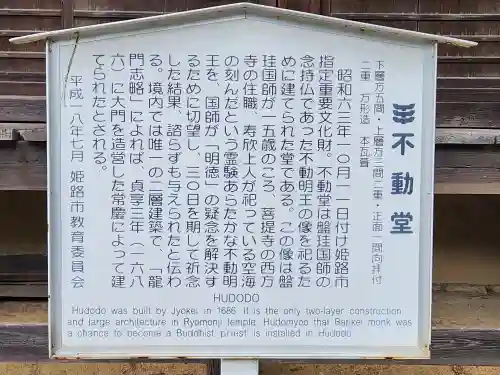 不動堂
下層方五間、上層方三間二重・正面一間向拝付
二重 方形造 本瓦葺
昭和六三年一〇月一一日付け姫路市
指定重要文化財。不動堂は盤珪国師の
念持仏であった不動明王の像を祀るた
めに建てられた堂である。この像は盤
珪国師が一五歳のころ、菩提寺の西方
寺の住職、寿欣上人が祀っている空海
の刻んだという霊験あらたかな不動明
王を、国師が「明徳」の疑念を解決す
るために切望し、三〇日を期して祈念
した結果、諮らずも与えられたと伝わ
る。境内では唯一の二層建築で、「龍
門志略」によれば、貞享三年（一六八
六）に大門を造営した常慶によって建
てられたとされる。
平成一八年七月 姫路市教育委員会
HUDODO
Hudodo was built by Jyokei in 1686. It is the only two-layer construction
and large architecture in Ryomonji temple. Hudomyoo that Bankei monk was
a chance to become a Buddhist priest is installed in Hudodo.